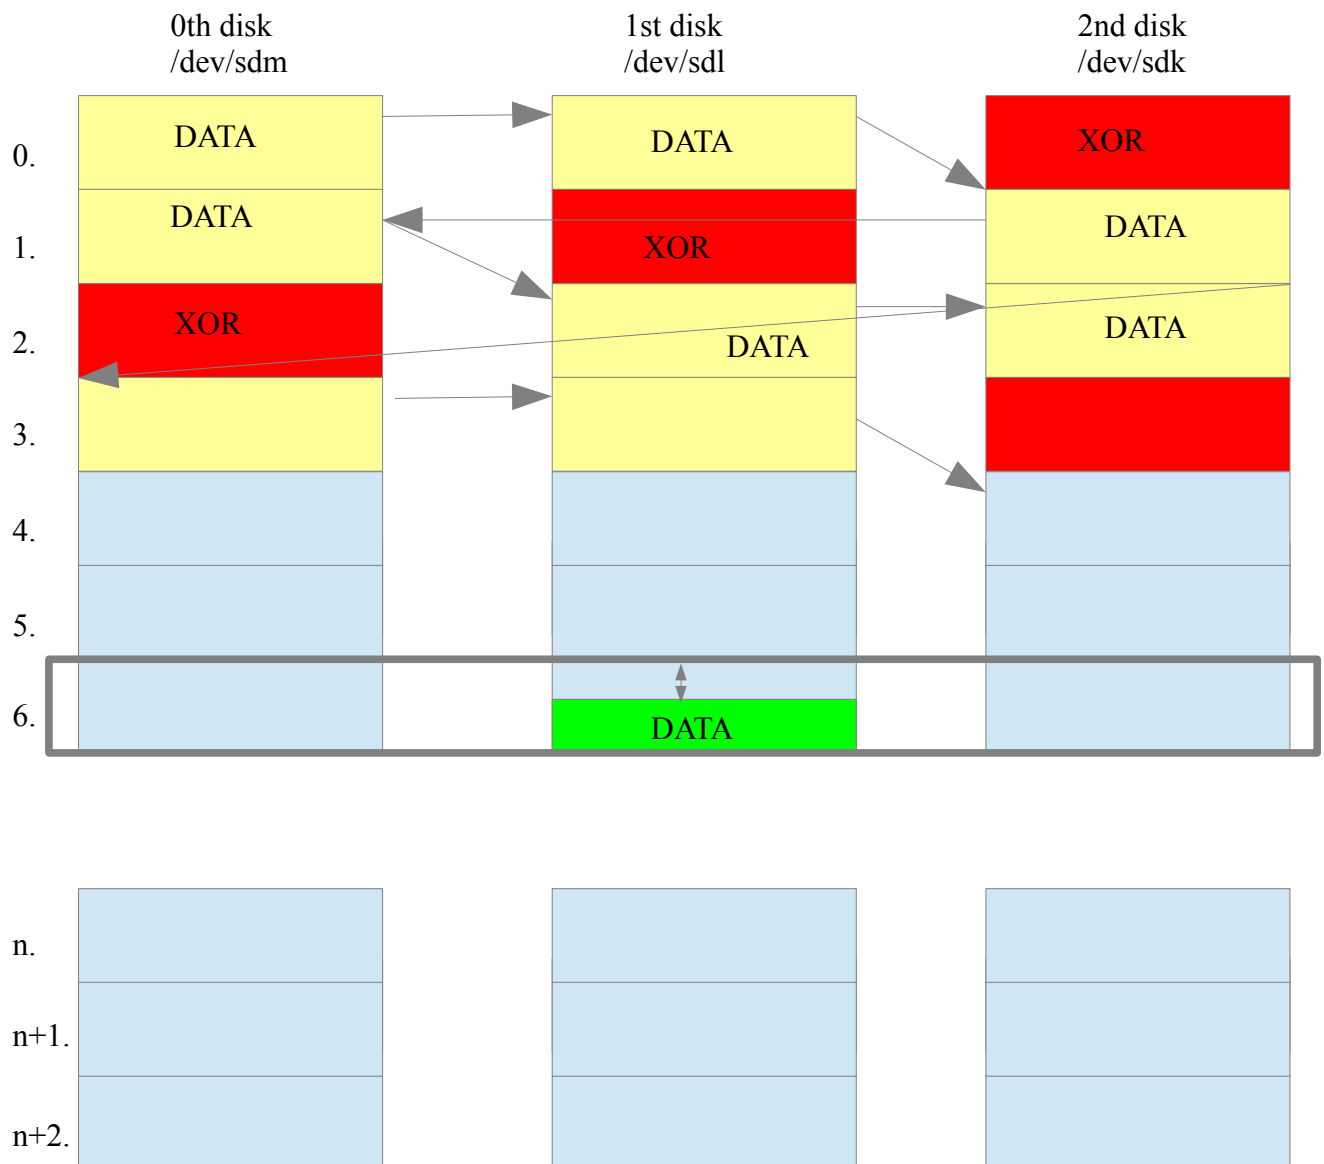 0th disk
/dev/sdm
1st disk
/dev/sdl
2nd disk
/dev/sdk
0.
DATA
DATA
XOR
1.
DATA
XOR
DATA
2.
XOR
DATA
DATA
3.
4.
5.
6.
DATA
n.
n+1.
n+2.